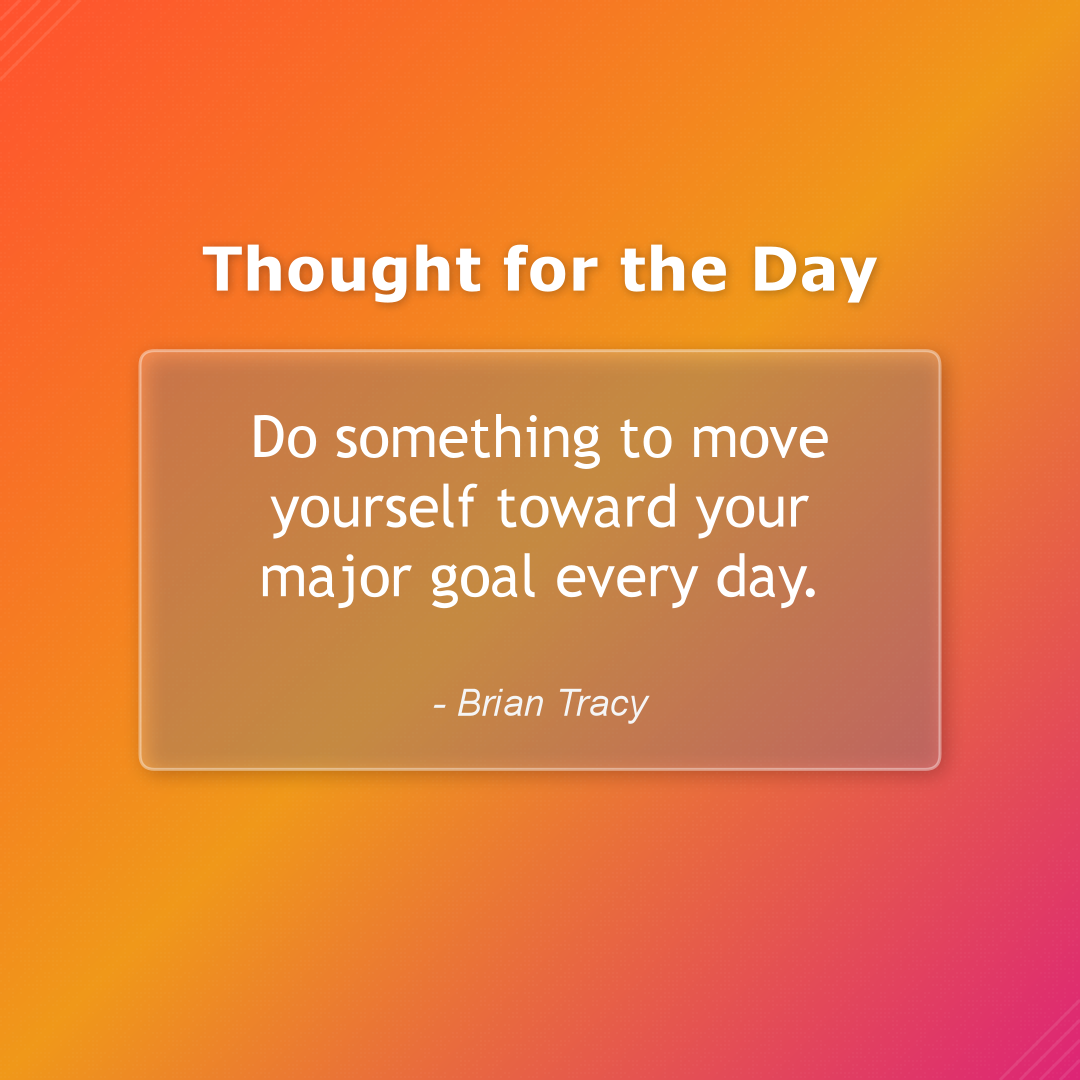 Thought for the Day
Do something to move
yourself toward your
major goal every day.
- Brian Tracy